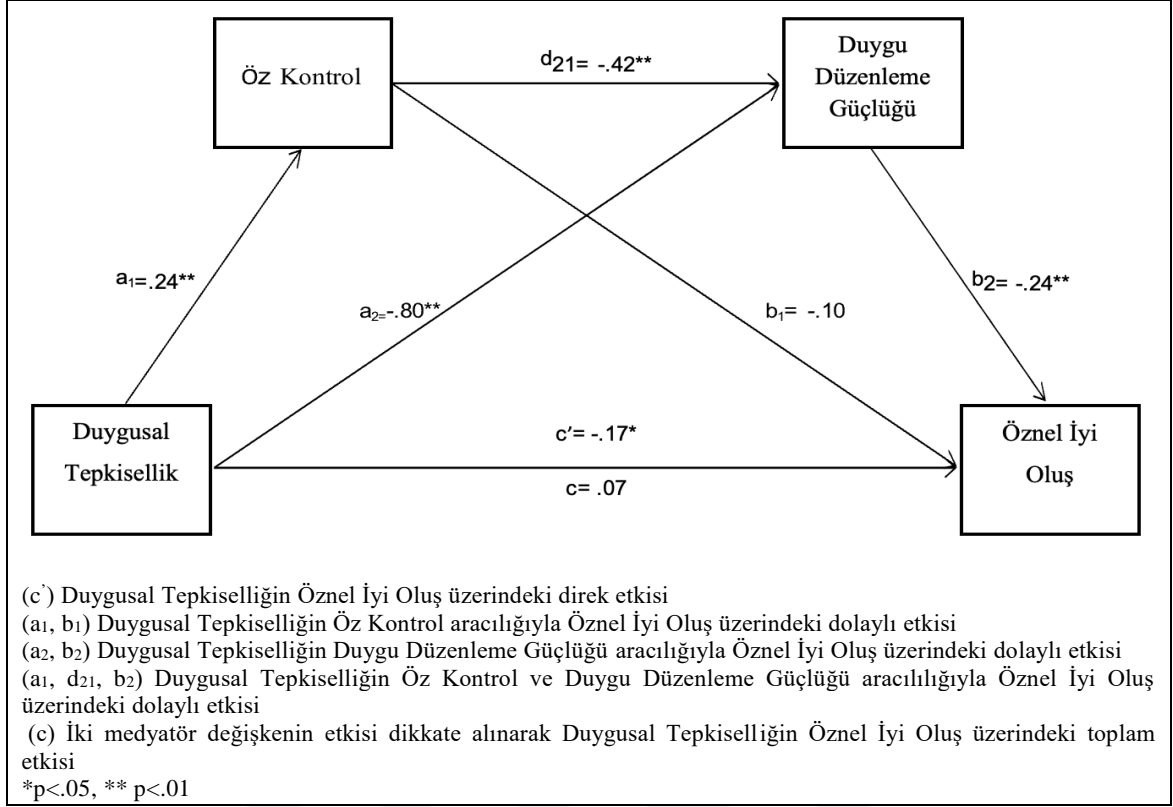 Öz Kontrol
d21= -.42**
Duygu
Düzenleme
Güçlüğü
a1=.24**
a2=-.80**
b1= -.10
b2= -.24**
Duygusal
Tepkisellik
c'= -.17*
c= .07
Öznel İyi
Oluş
(c') Duygusal Tepkiselliğin Öznel İyi Oluş üzerindeki direk etkisi
(a1, b1) Duygusal Tepkiselliğin Öz Kontrol aracılığıyla Öznel İyi Oluş üzerindeki dolaylı etkisi
(a2, b2) Duygusal Tepkiselliğin Duygu Düzenleme Güçlüğü aracılığıyla Öznel İyi Oluş üzerindeki dolaylı etkisi
(a1, d21, b2) Duygusal Tepkiselliğin Öz Kontrol ve Duygu Düzenleme Güçlüğü aracılılığıyla Öznel İyi Oluş
üzerindeki dolaylı etkisi
(c) İki medyatör değişkenin etkisi dikkate alınarak Duygusal Tepkiselliğin Öznel İyi Oluş üzerindeki toplam
etkisi
*p<.05, ** p<.01